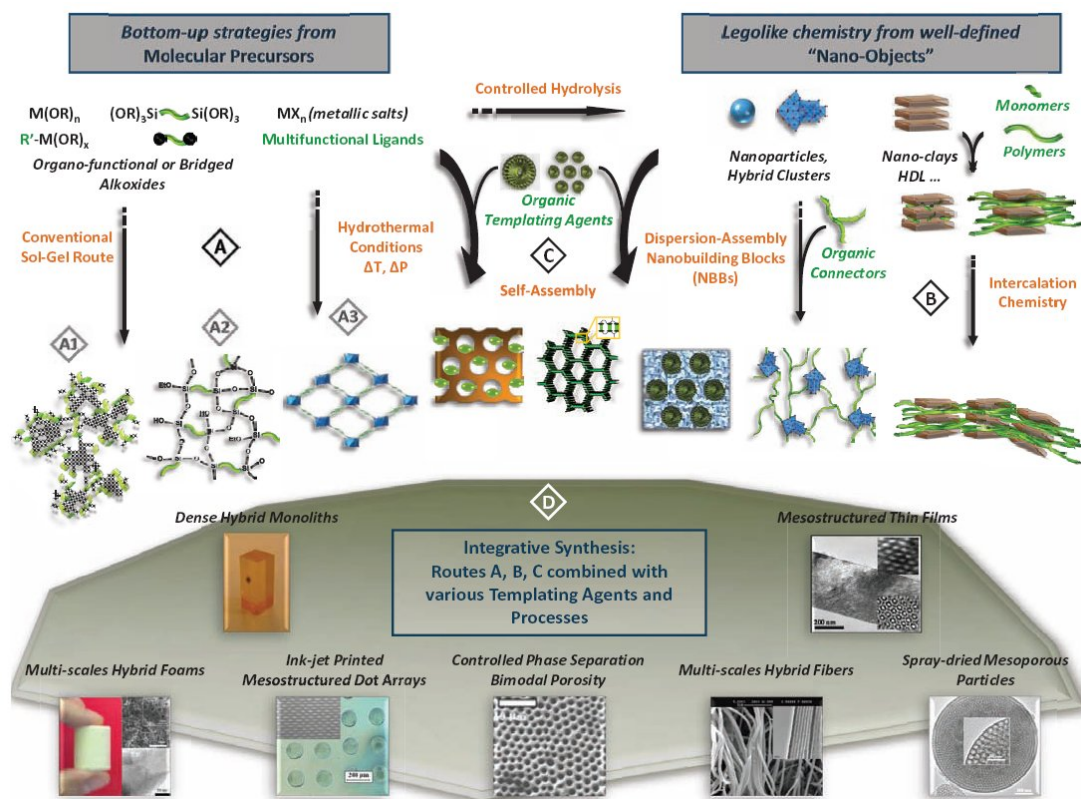 Bottom-up strategies from
Molecular Precursors
Legolike chemistry from well-defined
“Nano-Objects”
M(OR)n
(OR)3Si Si(OR)3
R’-M(OR)x
Organo-functional or Bridged
Alkoxides
MXn (metallic salts)
Multifunctional Ligands
Controlled Hydrolysis
Nanoparticles,
Hybrid Clusters
Nano-clays
HDL ...
Monomers
Polymers
Organic
Templating Agents
Conventional
Sol-Gel Route
A
Hydrothermal
Conditions
ΔT, ΔP
C
Self-Assembly
Dispersion-Assembly
Nanobuilding Blocks
(NBBs)
Organic
Connectors
B
Intercalation
Chemistry
A1
A2
A3
D
Dense Hybrid Monoliths
Integrative Synthesis:
Routes A, B, C combined with
various Templating Agents and
Processes
Mesostructured Thin Films
200 nm
Multi-scales Hybrid Foams
Ink-jet Printed
Mesostructured Dot Arrays
200 µm
Controlled Phase Separation
Bimodal Porosity
Multi-scales Hybrid Fibers
Spray-dried Mesoporous
Particles